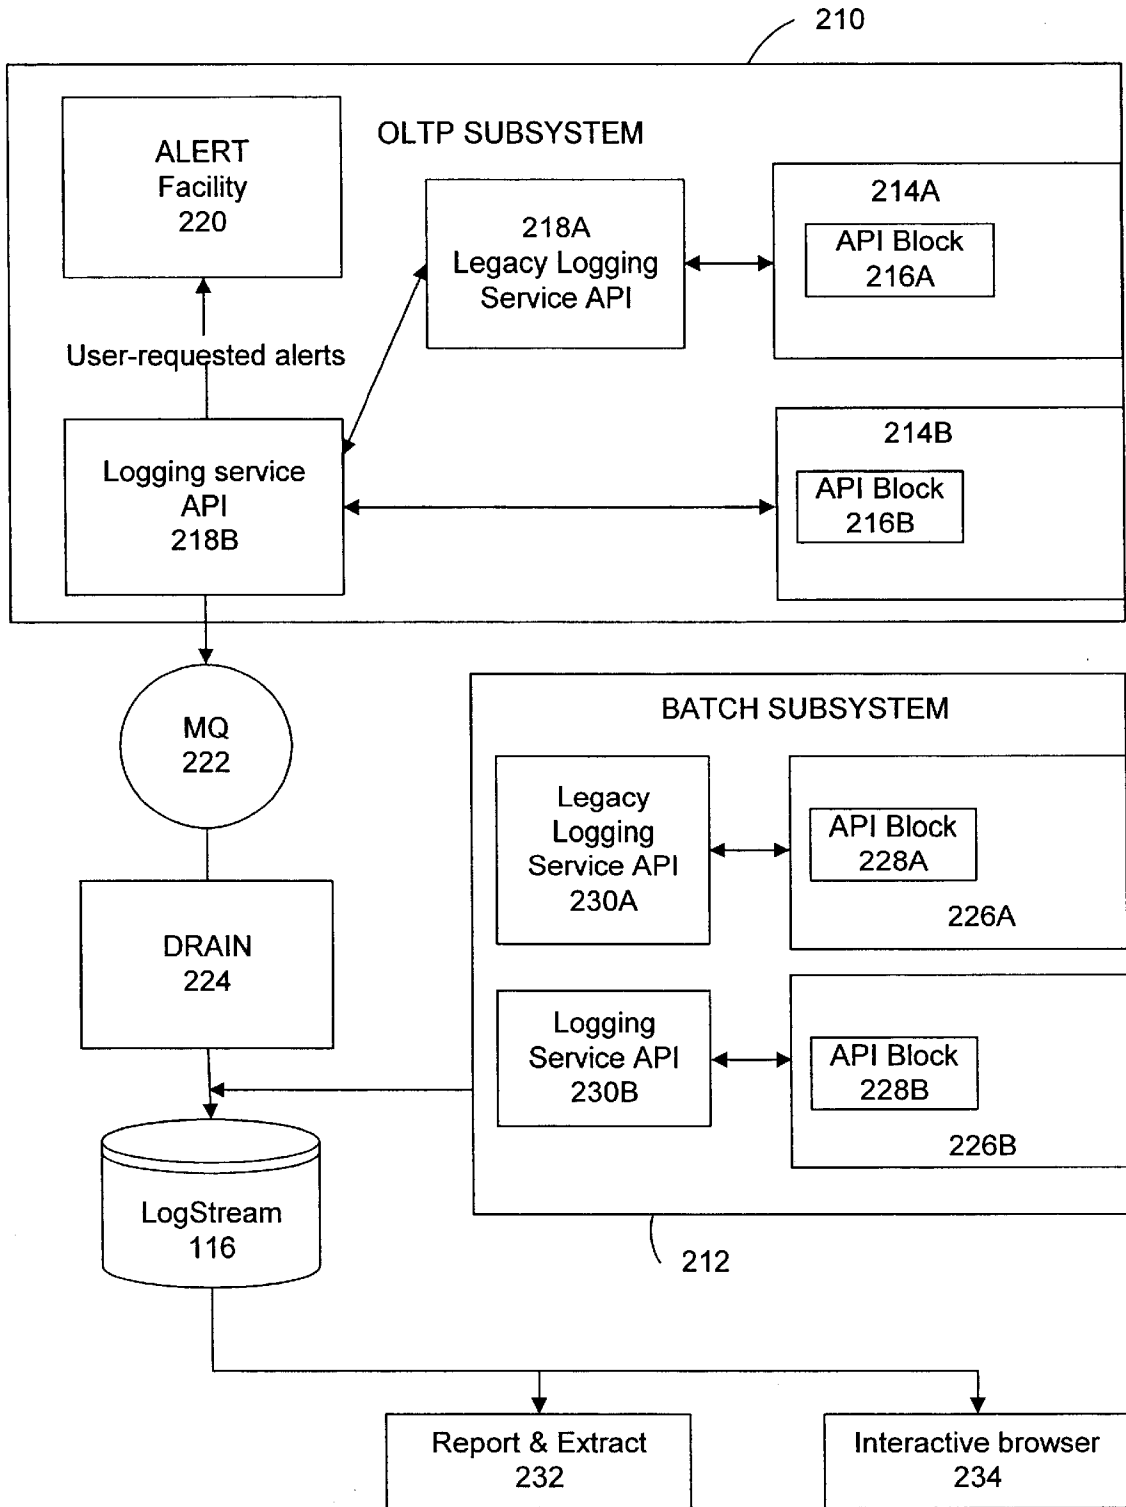 210
OLTP SUBSYSTEM
ALERT
Facility
220
218A
Legacy Logging
Service API
214A
API Block
216A
User-requested alerts
Logging service
API
218B
214B
API Block
216B
MQ
222
BATCH SUBSYSTEM
Legacy
Logging
Service API
230A
API Block
228A
226A
DRAIN
224
Logging
Service API
230B
API Block
228B
226B
LogStream
116
212
Report & Extract
232
Interactive browser
234